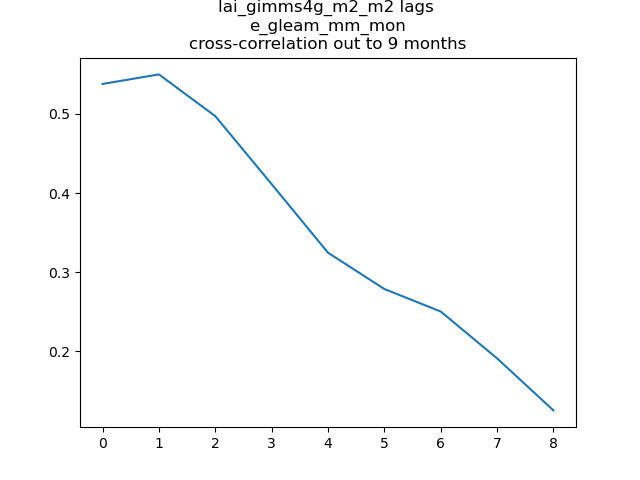 lai_gimms4g_m2_m2 lags
e_gleam_mm_mon
cross-correlation out to 9 months
0.5
0.4
0.3
0.2
0 1 2 3 4 5 6 7 8